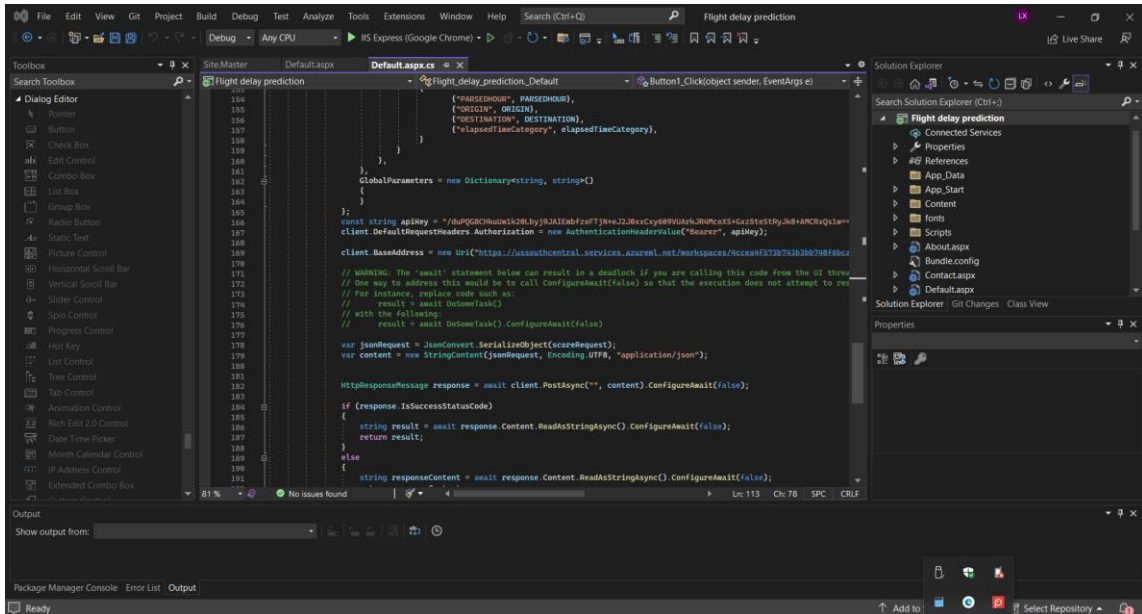 File Edit View Git Project Build Debug Test Analyze Tools Extensions Window Help Search (Ctrl+Q) Flight delay prediction LX
Debug Any CPU IIS Express (Google Chrome) Live Share
Toolbox
Search Toolbox
Dialog Editor
Pointer
Button
Check Box
Edit Control
Combo Box
List Box
Group Box
Radio Button
Static Text
Picture Control
Horizontal Scroll Bar
Vertical Scroll Bar
Slider Control
Spin Control
Progress Control
Hot Key
List Control
Tree Control
Tab Control
Animation Control
Rich Edit 2.0 Control
Date Time Picker
Month Calendar Control
IP Address Control
Extended Combo Box
Site.Master Default.aspx Default.aspx.cs
Flight delay prediction Flight_delay_prediction._Default Button1_Click(object sender, EventArgs e)
153 {
154 {"PARSEDHOUR", PARSEDHOUR},
155 {"ORIGIN", ORIGIN},
156 {"DESTINATION", DESTINATION},
157 {"elapsedTimeCategory", elapsedTimeCategory},
158 }
159 }
160 },
161 },
162 GlobalParameters = new Dictionary<string, string>()
163 {
164 }
165 };
166 const string apiKey =
167 client.DefaultRequestHeaders.Authorization = new AuthenticationHeaderValue("Bearer", apiKey);
168
169 client.BaseAddress = new Uri("https://ussouthcentral.services.azureml.net/workspaces/
170
171 // WARNING: The 'await' statement below can result in a deadlock if you are calling this code from the UI threa
172 // One way to address this would be to call ConfigureAwait(false) so that the execution does not attempt to res
173 // For instance, replace code such as:
174 // result = await DoSomeTask()
175 // with the following:
176 // result = await DoSomeTask().ConfigureAwait(false)
177
178 var jsonRequest = JsonConvert.SerializeObject(scoreRequest);
179 var content = new StringContent(jsonRequest, Encoding.UTF8, "application/json");
180
181
182 HttpResponseMessage response = await client.PostAsync("", content).ConfigureAwait(false);
183
184 if (response.IsSuccessStatusCode)
185 {
186 string result = await response.Content.ReadAsStringAsync().ConfigureAwait(false);
187 return result;
188 }
189 else
190 {
191 string responseContent = await response.Content.ReadAsStringAsync().ConfigureAwait(false);
81 % No issues found Ln: 113 Ch: 78 SPC CRLF
Solution Explorer
Search Solution Explorer (Ctrl+;)
Flight delay prediction
Connected Services
Properties
References
App_Data
App_Start
Content
fonts
Scripts
About.aspx
Bundle.config
Contact.aspx
Default.aspx
Solution Explorer Git Changes Class View
Properties
Output
Show output from:
Package Manager Console Error List Output
Ready Add to Select Repository